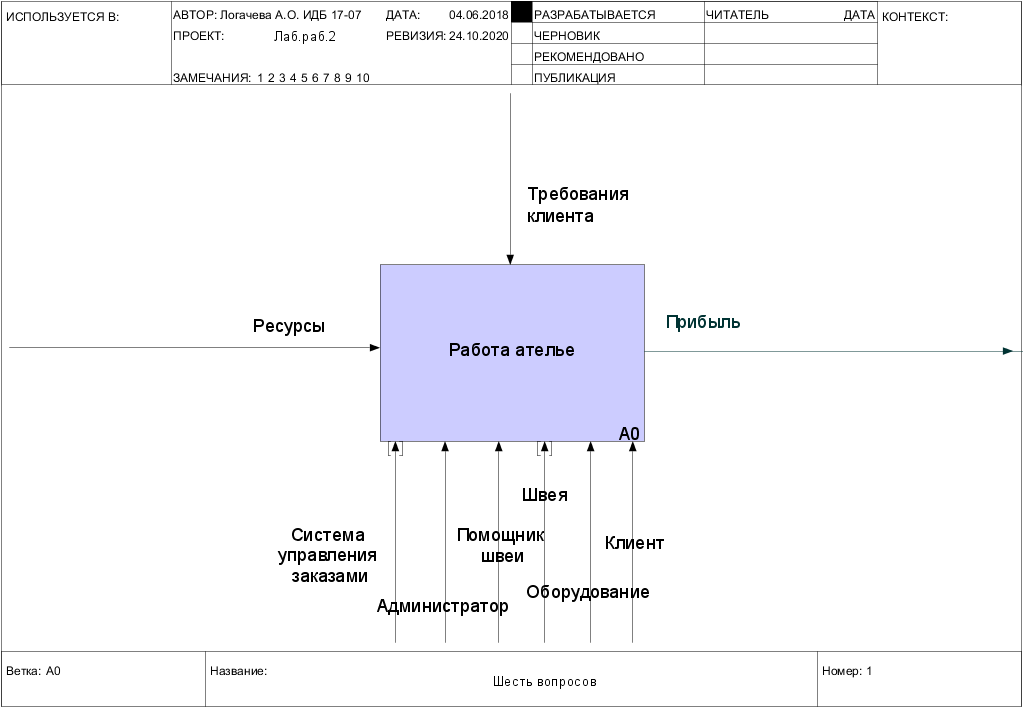 ИСПОЛЬЗУЕТСЯ В:
АВТОР: Логачева А.О. ИДБ 17-07
ДАТА: 04.06.2018
ПРОЕКТ: Лаб.раб.2
РЕВИЗИЯ: 24.10.2020
ЗАМЕЧАНИЯ: 1 2 3 4 5 6 7 8 9 10
РАЗРАБАТЫВАЕТСЯ
ЧЕРНОВИК
РЕКОМЕНДОВАНО
ПУБЛИКАЦИЯ
ЧИТАТЕЛЬ ДАТА
КОНТЕКСТ:
Требования
клиента
Ресурсы
Прибыль
Работа ателье
A0
Швея
Система
управления
заказами
Помощник
швеи
Клиент
Оборудование
Администратор
Ветка: A0
Название:
Шесть вопросов
Номер: 1